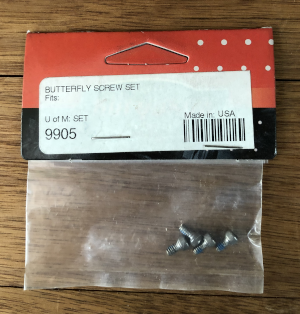 BUTTERFLY SCREW SET
Fits:
U of M: SET
Made in: USA
9905